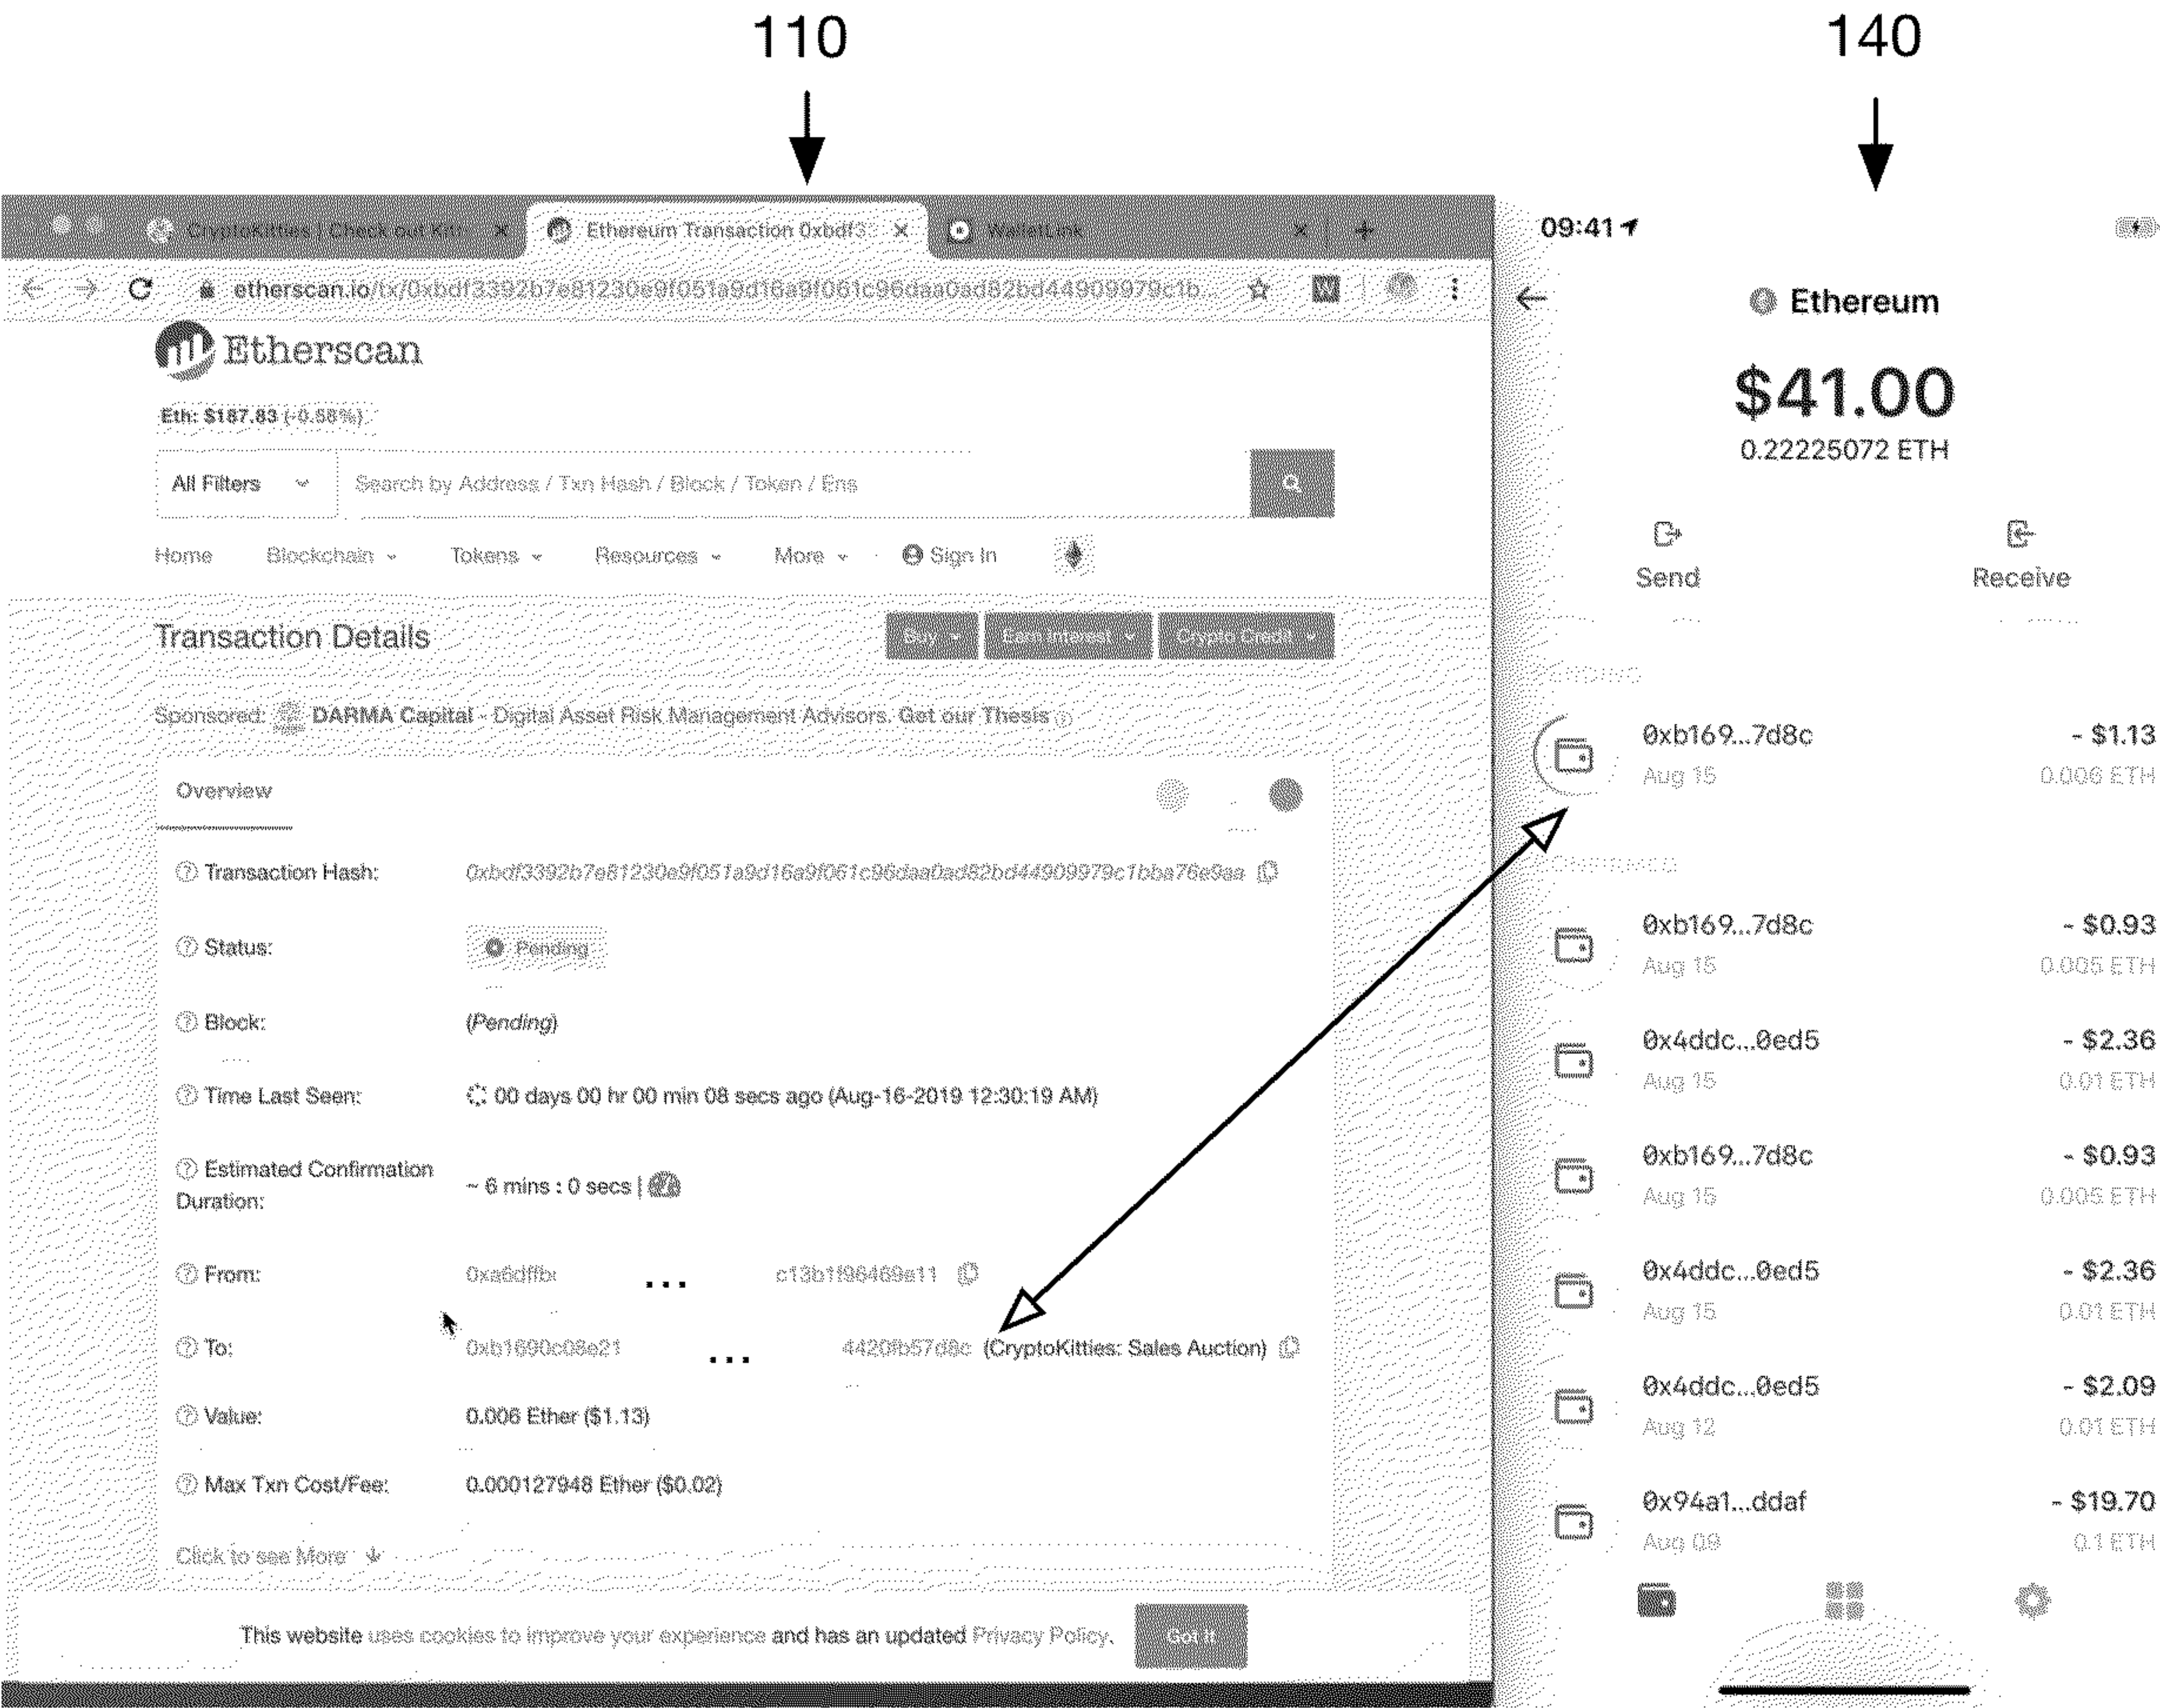 110
140
CryptoKitties | Check out Kitt
Ethereum Transaction 0xbdf33
WalletLink
etherscan.io/tx/0xbdf3392b7e81230e9f051a9d16a9f061c96daa0ad82bd44909979c1b...
W
Etherscan
Eth: $187.83 (-0.58%)
All Filters
Search by Address / Txn Hash / Block / Token / Ens
Home Blockchain Tokens Resources More Sign In
Transaction Details
Buy Earn Interest Crypto Credit
Sponsored: DARMA Capital - Digital Asset Risk Management Advisors. Get our Thesis
Overview
Transaction Hash: 0xbdf3392b7e81230e9f051a9d16a9f061c96daa0ad82bd44909979c1bba76e9aa
Status: Pending
Block: (Pending)
Time Last Seen: 00 days 00 hr 00 min 08 secs ago (Aug-16-2019 12:30:19 AM)
Estimated Confirmation
Duration: ~ 6 mins : 0 secs |
From: 0xa6dffb ... c13b1f96469e11
To: 0xb1690c08e21 ... 4420fb57d8c (CryptoKitties: Sales Auction)
Value: 0.006 Ether ($1.13)
Max Txn Cost/Fee: 0.000127948 Ether ($0.02)
Click to see More
This website uses cookies to improve your experience and has an updated Privacy Policy.
Got it
09:41
Ethereum
$41.00
0.22225072 ETH
Send Receive
0xb169...7d8c - $1.13
Aug 15 0.006 ETH
0xb169...7d8c - $0.93
Aug 15 0.005 ETH
0x4ddc...0ed5 - $2.36
Aug 15 0.01 ETH
0xb169...7d8c - $0.93
Aug 15 0.005 ETH
0x4ddc...0ed5 - $2.36
Aug 15 0.01 ETH
0x4ddc...0ed5 - $2.09
Aug 12 0.01 ETH
0x94a1...ddaf - $19.70
Aug 09 0.1 ETH